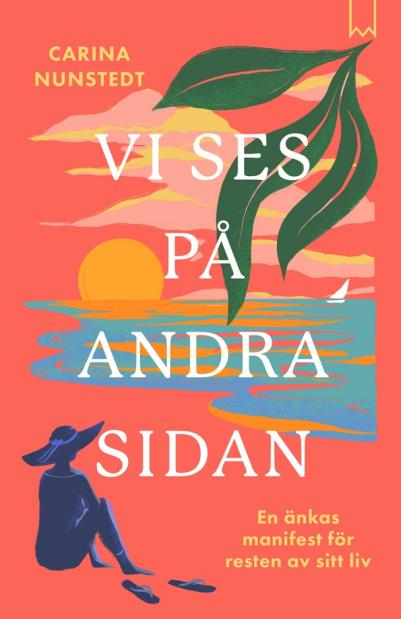 CARINA
NUNSTEDT
VI SES
PÅ
ANDRA
SIDAN
En änkas
manifest för
resten av sitt liv